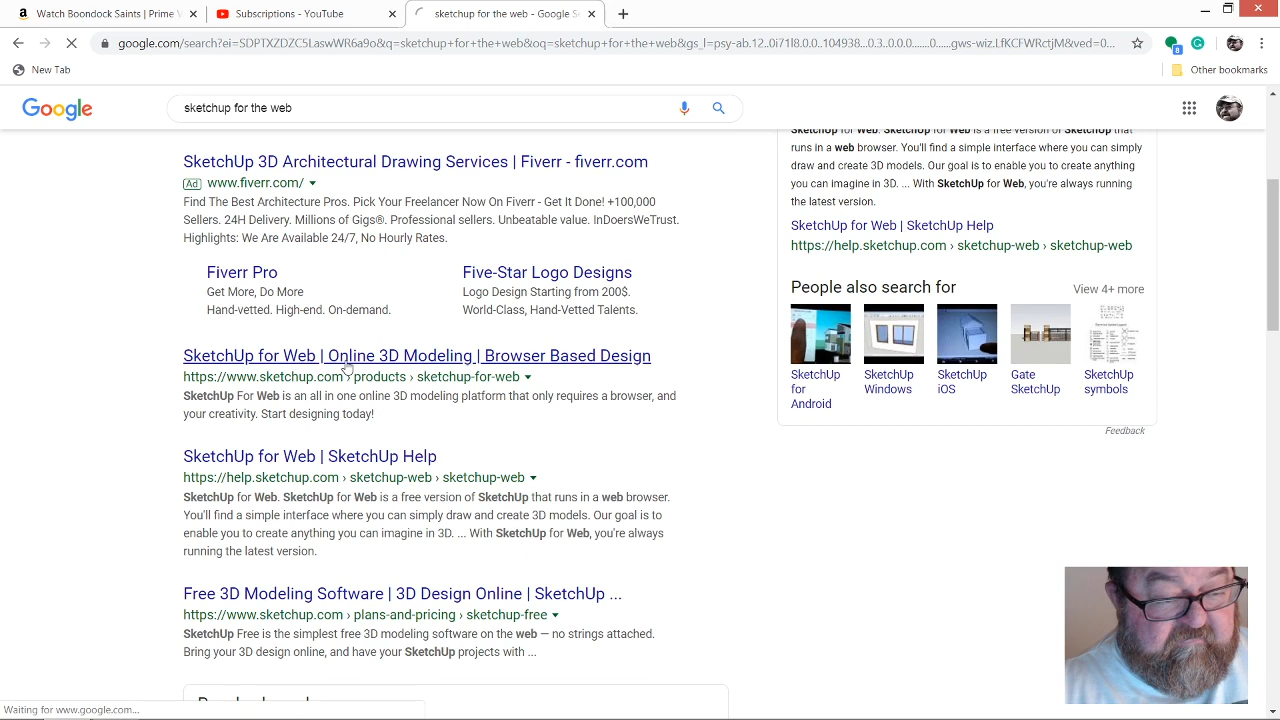 Watch Boondock Saints | Prime V
Subscriptions - YouTube
sketchup for the web - Google Se
google.com/search?ei=SDPTXZDZC5LaswWR6a9o&q=sketchup+for+the+web&oq=sketchup+for+the+web&gs_l=psy-ab.12..0i71l8.0.0..104938...0.3..0.0.0.......0......gws-wiz.LfKCFWRctjM&ved=0...
8
New Tab
Other bookmarks
Google
sketchup for the web
SketchUp 3D Architectural Drawing Services | Fiverr - fiverr.com
Ad www.fiverr.com/
Find The Best Architecture Pros. Pick Your Freelancer Now On Fiverr - Get It Done! +100,000
Sellers. 24H Delivery. Millions of Gigs®. Professional sellers. Unbeatable value. InDoersWeTrust.
Highlights: We Are Available 24/7, No Hourly Rates.
Fiverr Pro
Get More, Do More
Hand-vetted. High-end. On-demand.
Five-Star Logo Designs
Logo Design Starting from 200$.
World-Class, Hand-Vetted Talents.
SketchUp for Web | Online 3D Modeling | Browser Based Design
https://www.sketchup.com › products › sketchup-for-web
SketchUp For Web is an all in one online 3D modeling platform that only requires a browser, and
your creativity. Start designing today!
SketchUp for Web | SketchUp Help
https://help.sketchup.com › sketchup-web › sketchup-web
SketchUp for Web. SketchUp for Web is a free version of SketchUp that runs in a web browser.
You'll find a simple interface where you can simply draw and create 3D models. Our goal is to
enable you to create anything you can imagine in 3D. ... With SketchUp for Web, you're always
running the latest version.
Free 3D Modeling Software | 3D Design Online | SketchUp ...
https://www.sketchup.com › plans-and-pricing › sketchup-free
SketchUp Free is the simplest free 3D modeling software on the web — no strings attached.
Bring your 3D design online, and have your SketchUp projects with ...
SketchUp for Web. SketchUp for Web is a free version of SketchUp that
runs in a web browser. You'll find a simple interface where you can simply
draw and create 3D models. Our goal is to enable you to create anything
you can imagine in 3D. ... With SketchUp for Web, you're always running
the latest version.
SketchUp for Web | SketchUp Help
https://help.sketchup.com › sketchup-web › sketchup-web
People also search for
View 4+ more
SketchUp
for
Android
SketchUp
Windows
SketchUp
iOS
Gate
SketchUp
SketchUp
symbols
Feedback
Waiting for www.google.com...